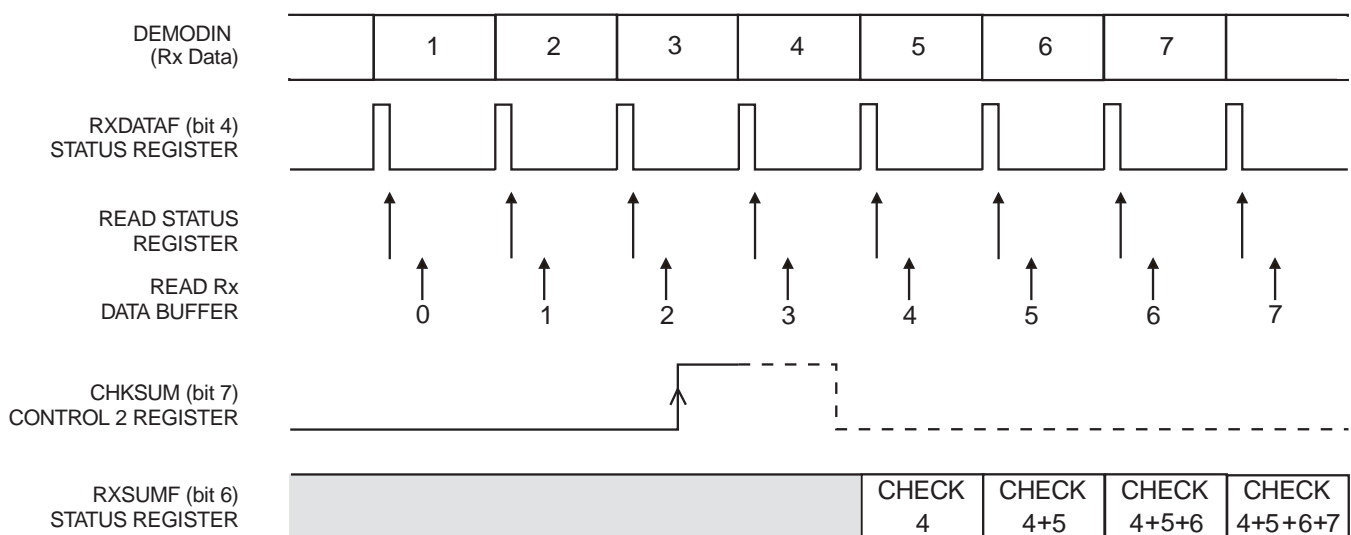 DEMODIN
(Rx Data)
1 2 3 4 5 6 7
RXDATAF (bit 4)
STATUS REGISTER
READ STATUS
REGISTER
READ Rx
DATA BUFFER
0 1 2 3 4 5 6 7
CHKSUM (bit 7)
CONTROL 2 REGISTER
RXSUMF (bit 6)
STATUS REGISTER
CHECK CHECK CHECK CHECK
4 4+5 4+5+6 4+5+6+7